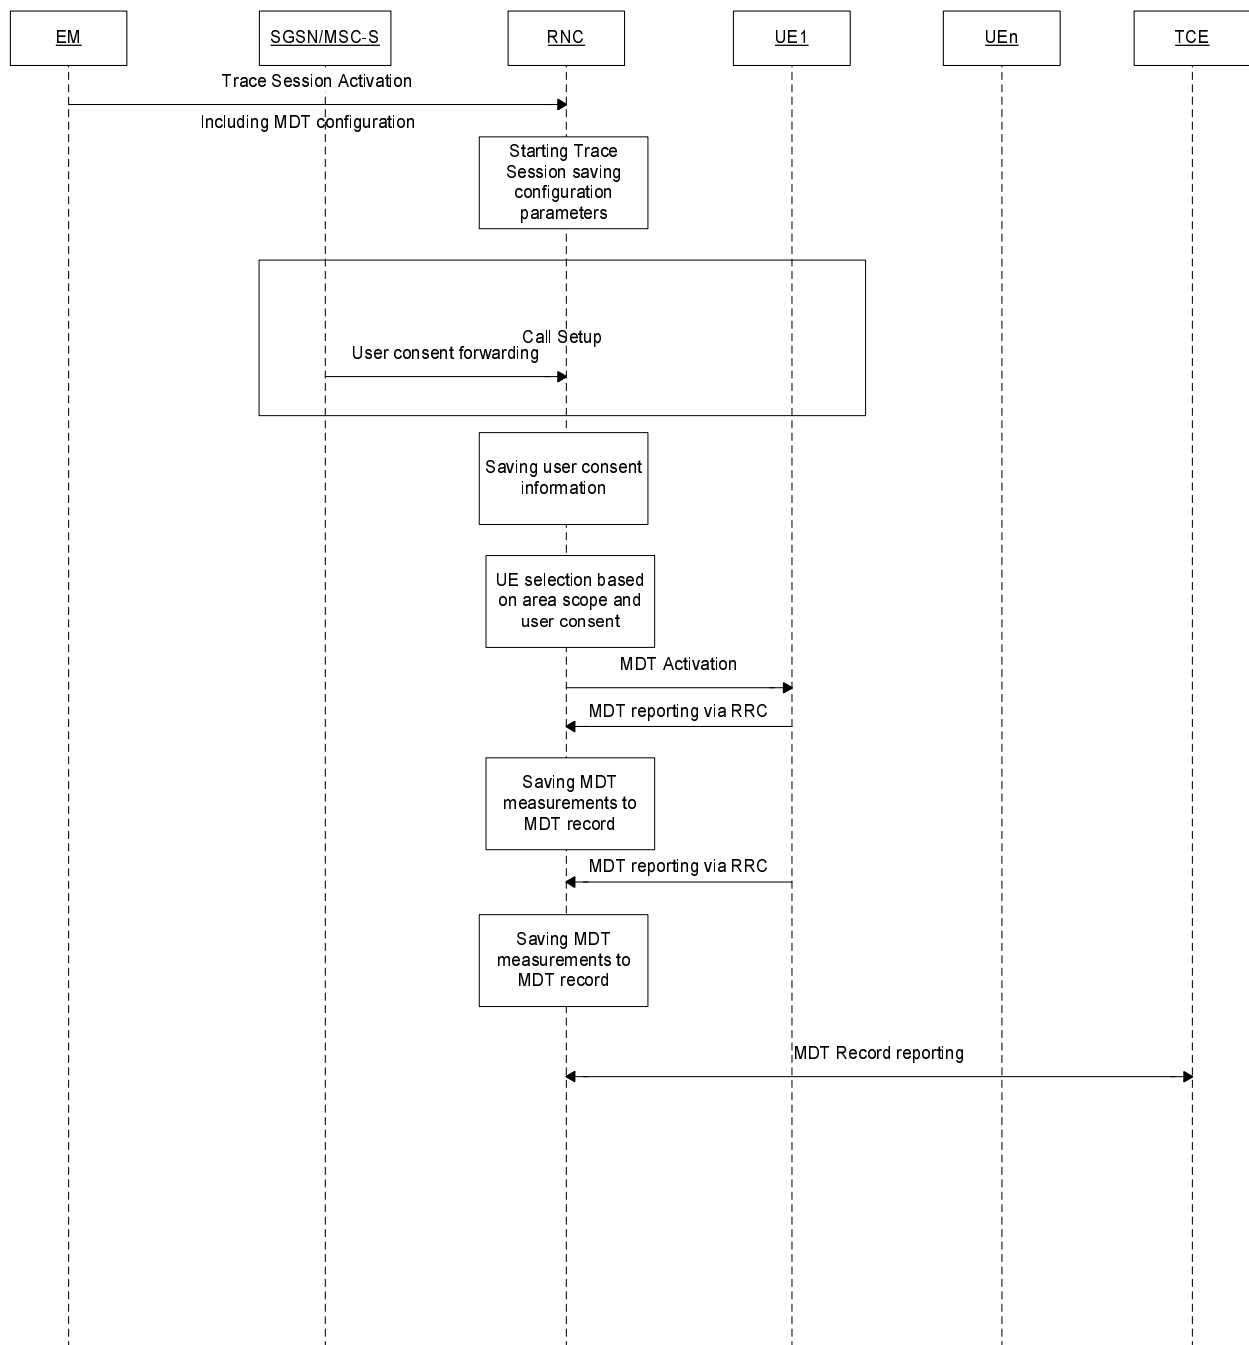 EM
SGSN/MSC-S
RNC
UE1
UEn
TCE
Trace Session Activation
Including MDT configuration
Starting Trace
Session saving
configuration
parameters
Call Setup
User consent forwarding
Saving user consent
information
UE selection based
on area scope and
user consent
MDT Activation
MDT reporting via RRC
Saving MDT
measurements to
MDT record
MDT reporting via RRC
Saving MDT
measurements to
MDT record
MDT Record reporting